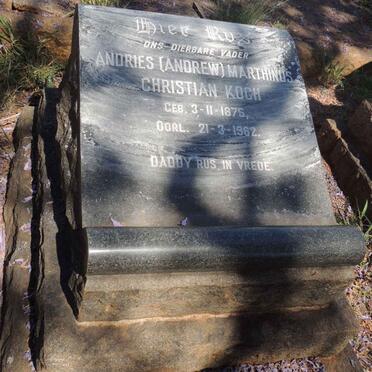 Hier Rus
ONS DIERBARE VADER
ANDRIES (ANDREW) MARTHINUS
CHRISTIAN KOCH
GEB. 3-11-1875,
OORL. 21-3-1962.
DADDY RUS IN VREDE.